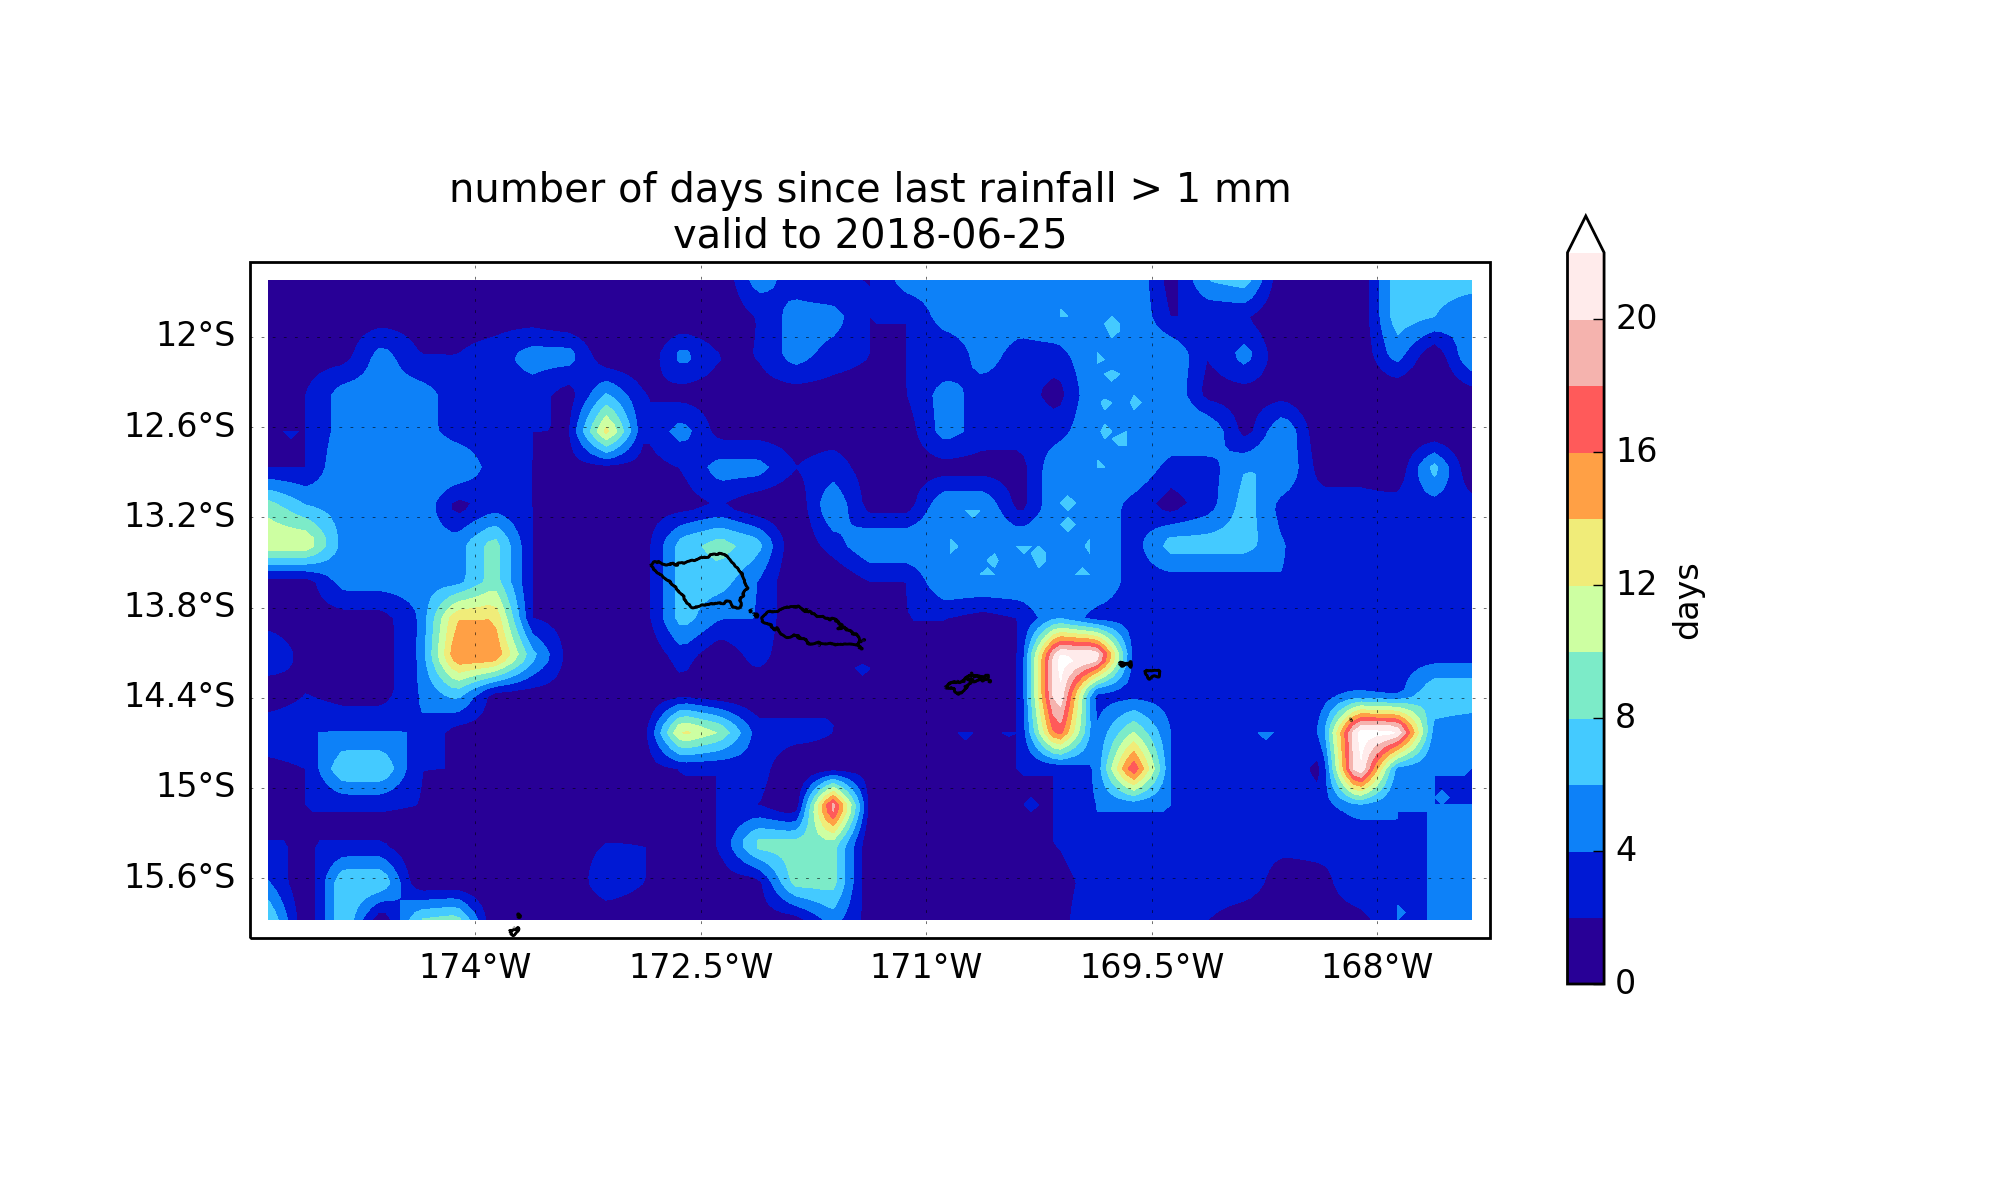 number of days since last rainfall > 1 mm
valid to 2018-06-25
12°S
12.6°S
13.2°S
13.8°S
14.4°S
15°S
15.6°S
174°W
172.5°W
171°W
169.5°W
168°W
20
16
12
8
4
0
days